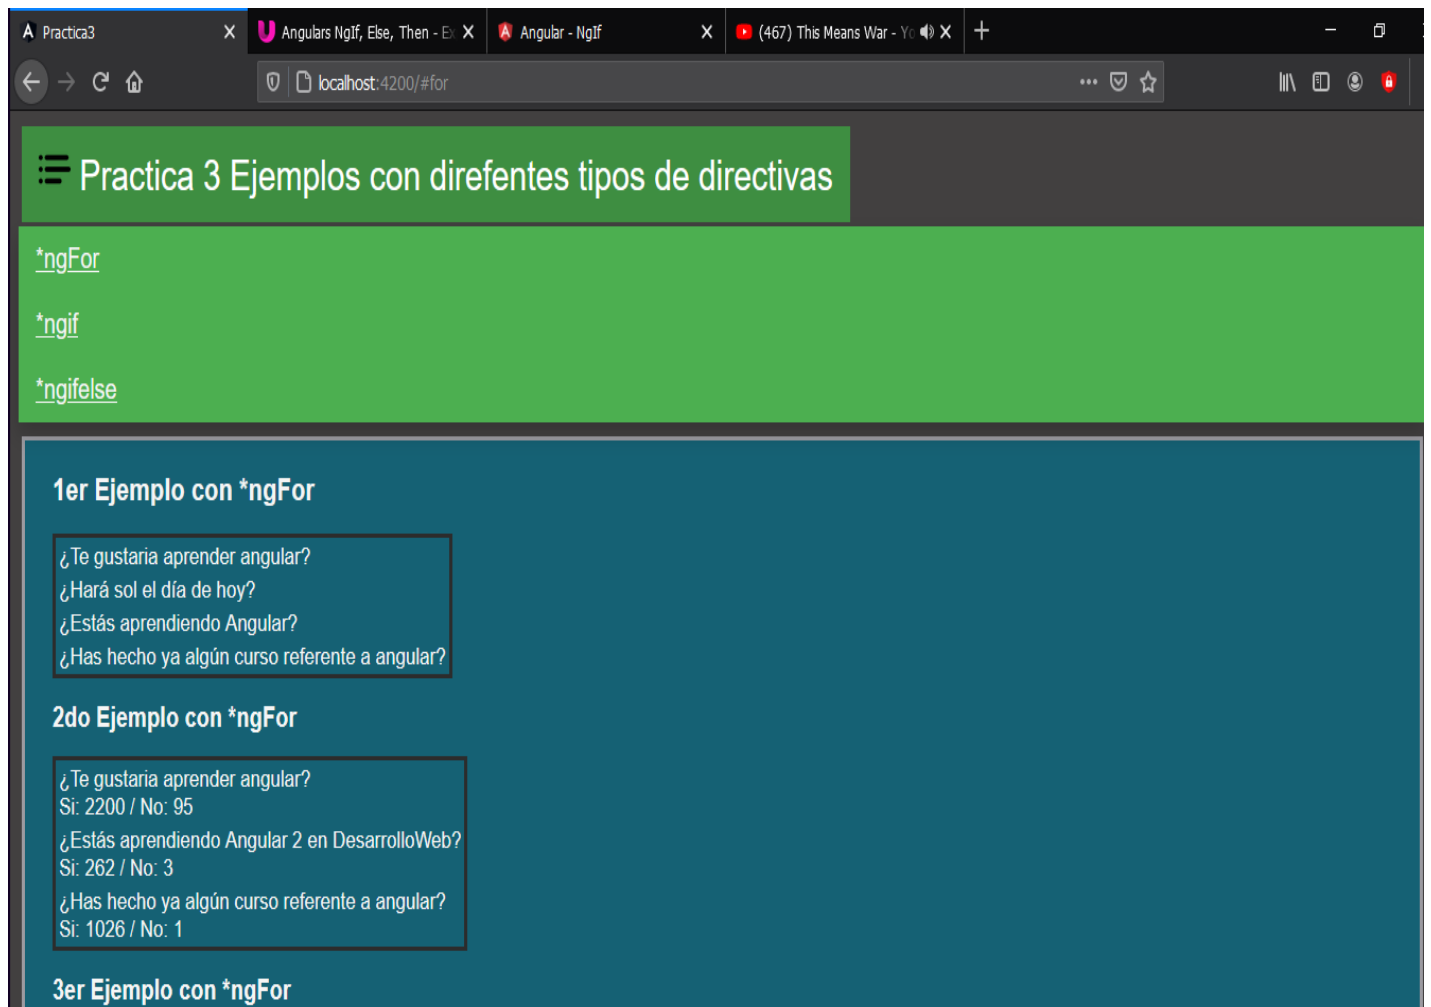 Practica3
Angulars NgIf, Else, Then - Ex
Angular - NgIf
(467) This Means War - Yo
localhost:4200/#for
Practica 3 Ejemplos con direfentes tipos de directivas
*ngFor
*ngif
*ngifelse
1er Ejemplo con *ngFor
¿Te gustaria aprender angular?
¿Hará sol el día de hoy?
¿Estás aprendiendo Angular?
¿Has hecho ya algún curso referente a angular?
2do Ejemplo con *ngFor
¿Te gustaria aprender angular?
Si: 2200 / No: 95
¿Estás aprendiendo Angular 2 en DesarrolloWeb?
Si: 262 / No: 3
¿Has hecho ya algún curso referente a angular?
Si: 1026 / No: 1
3er Ejemplo con *ngFor